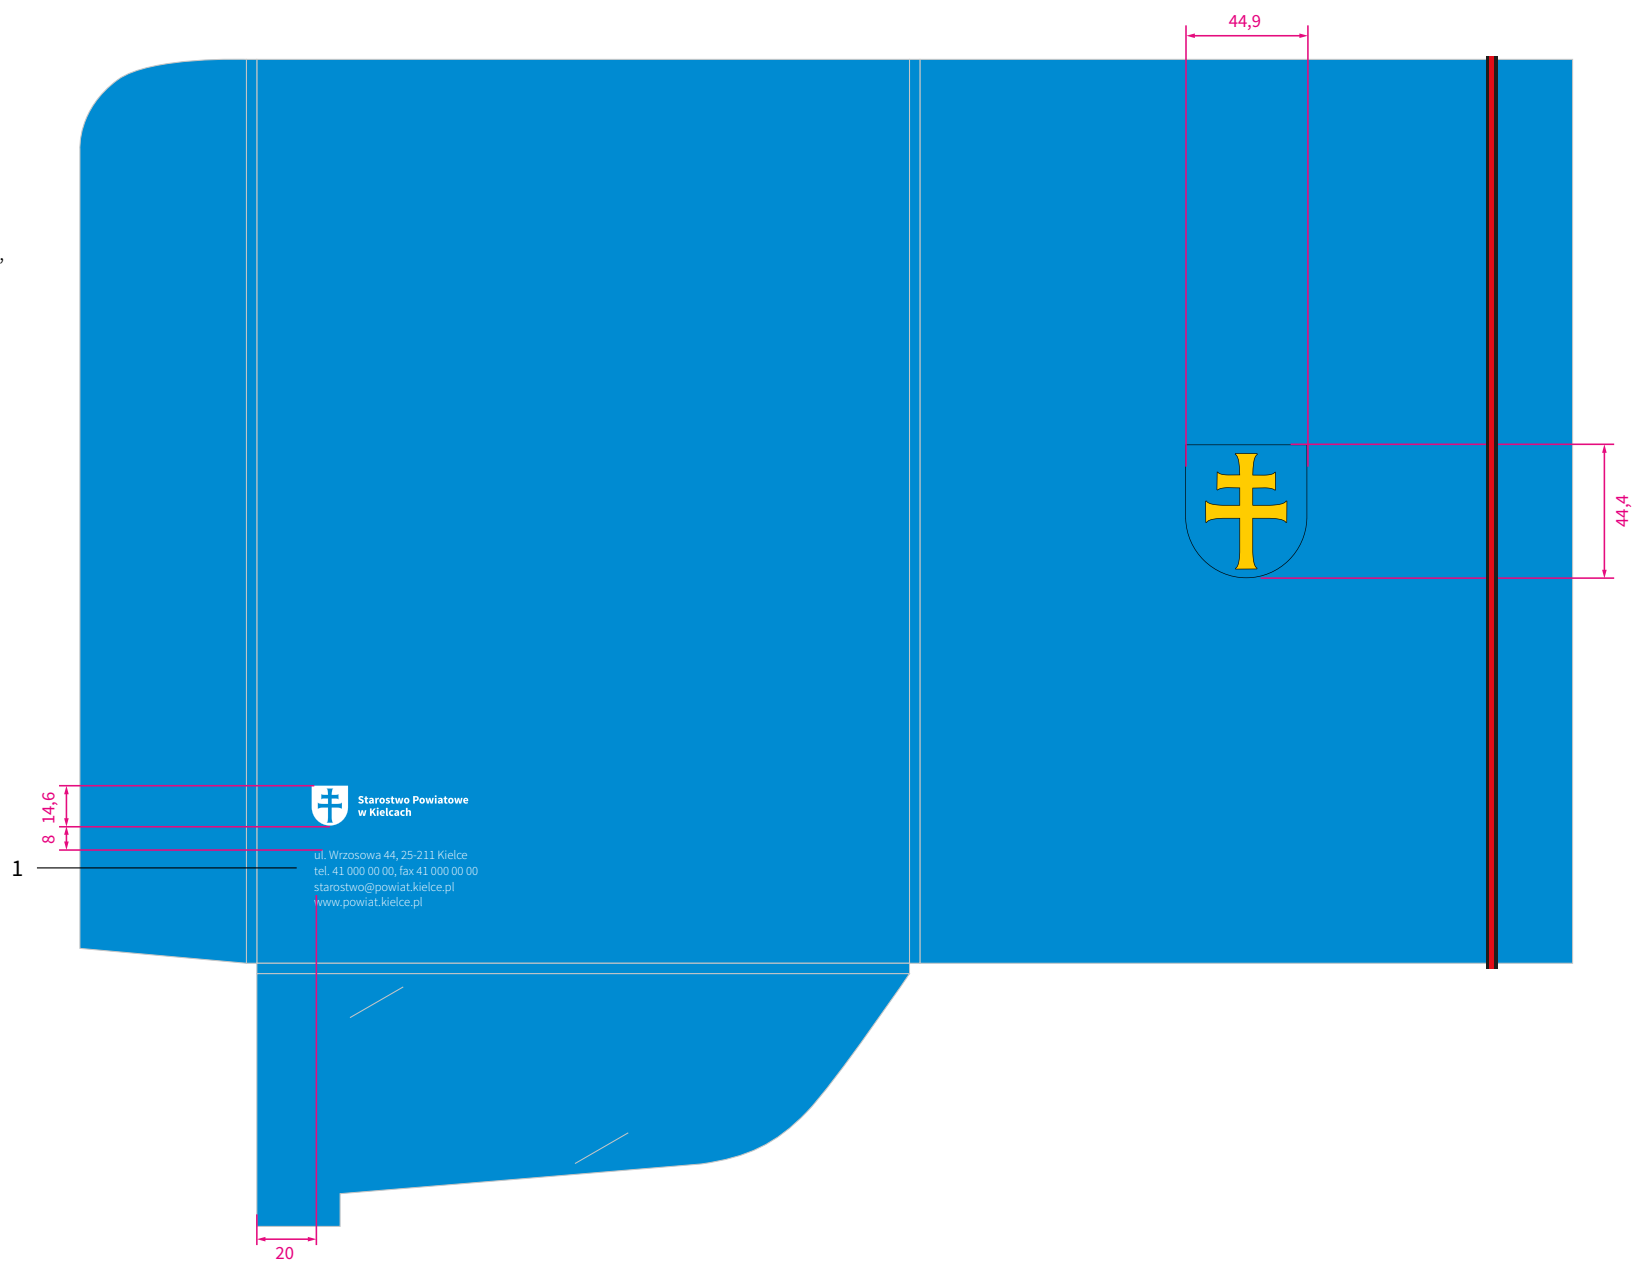 44,9
,
44,4
14,6
8
1
Starostwo Powiatowe
w Kielcach
ul. Wrzosowa 44, 25-211 Kielce
tel. 41 000 00 00, fax 41 000 00 00
starostwo@powiat.kielce.pl
www.powiat.kielce.pl
20